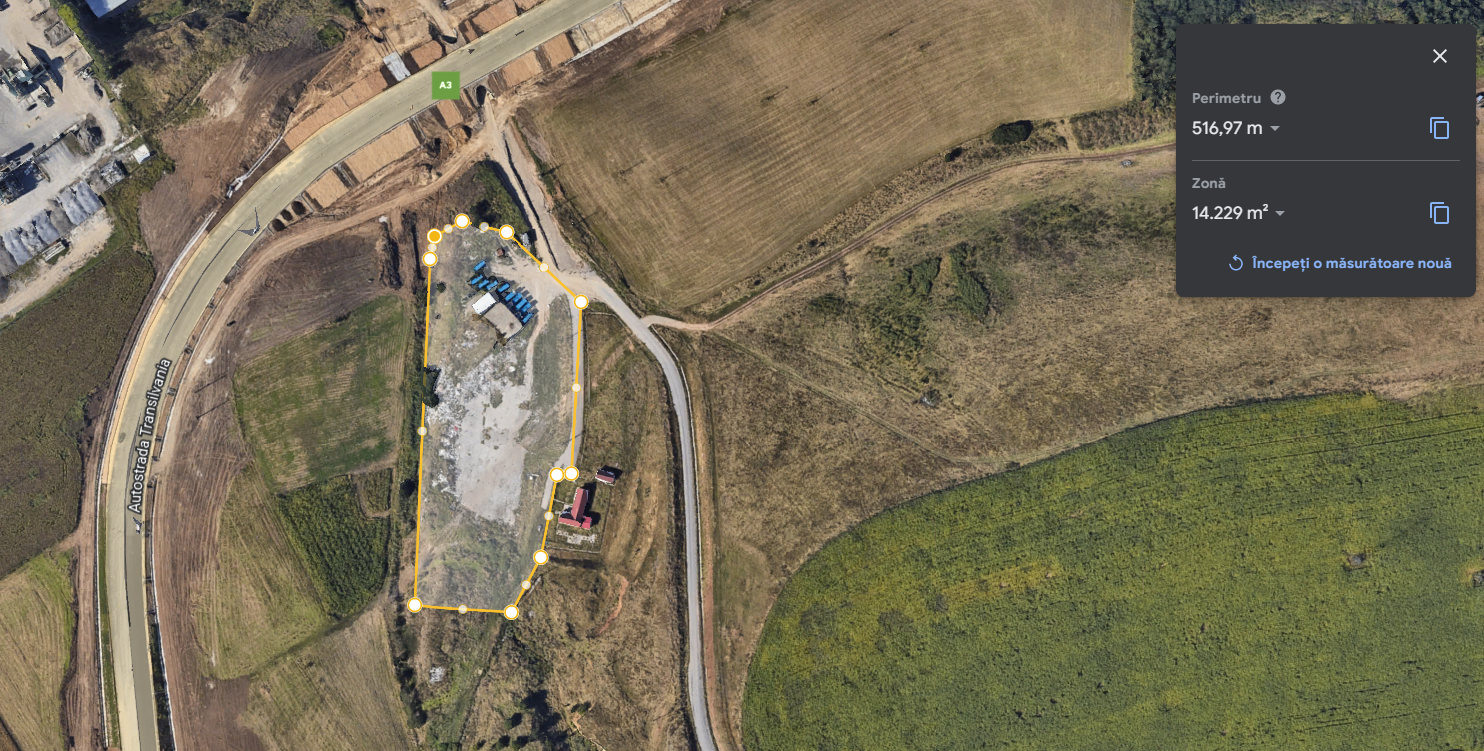 A3
Autostrada Transilvania
Perimetru
516,97 m
Zonă
14.229 m²
Începeți o măsurătoare nouă